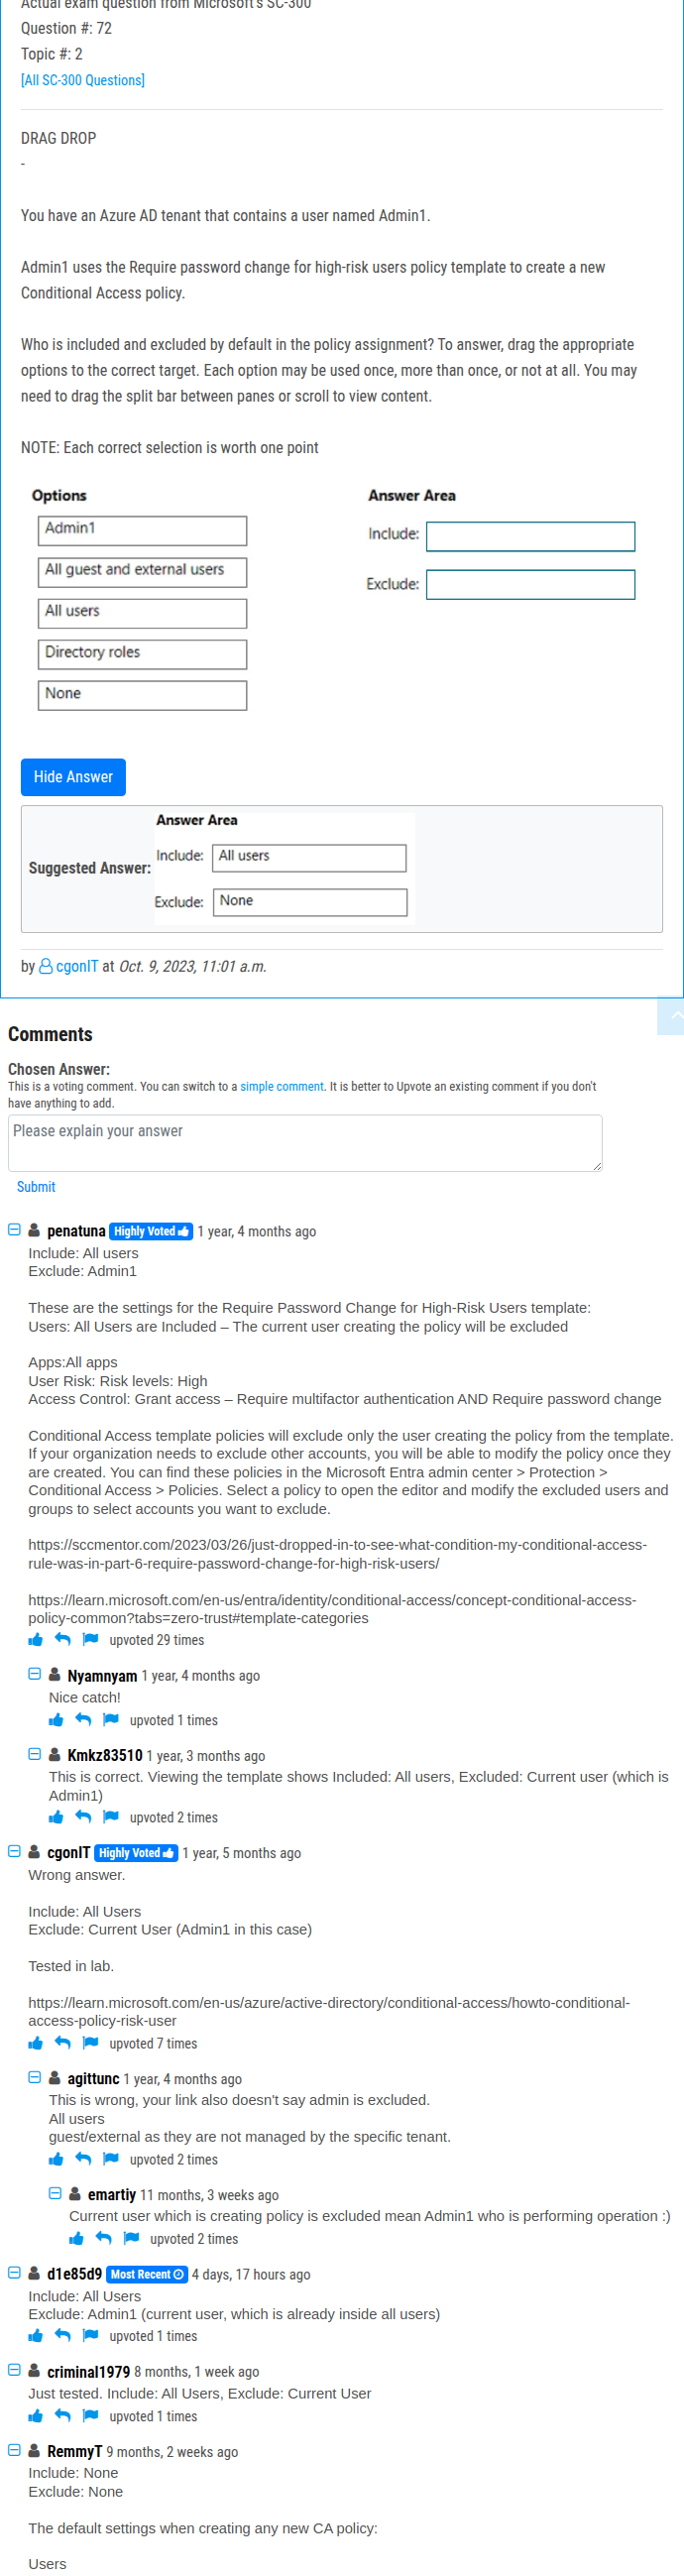 Actual exam question from Microsoft's SC-300
Question #: 72
Topic #: 2
[All SC-300 Questions]
DRAG DROP
-
You have an Azure AD tenant that contains a user named Admin1.
Admin1 uses the Require password change for high-risk users policy template to create a new
Conditional Access policy.
Who is included and excluded by default in the policy assignment? To answer, drag the appropriate
options to the correct target. Each option may be used once, more than once, or not at all. You may
need to drag the split bar between panes or scroll to view content.
NOTE: Each correct selection is worth one point
Options
Admin1
All guest and external users
All users
Directory roles
None
Answer Area
Include:
Exclude:
Hide Answer
Suggested Answer:
Answer Area
Include: All users
Exclude: None
by cgonIT at Oct. 9, 2023, 11:01 a.m.
Comments
Chosen Answer:
This is a voting comment. You can switch to a simple comment. It is better to Upvote an existing comment if you don't
have anything to add.
Please explain your answer
Submit
penatuna Highly Voted 1 year, 4 months ago
Include: All users
Exclude: Admin1
These are the settings for the Require Password Change for High-Risk Users template:
Users: All Users are Included – The current user creating the policy will be excluded
Apps:All apps
User Risk: Risk levels: High
Access Control: Grant access – Require multifactor authentication AND Require password change
Conditional Access template policies will exclude only the user creating the policy from the template.
If your organization needs to exclude other accounts, you will be able to modify the policy once they
are created. You can find these policies in the Microsoft Entra admin center > Protection >
Conditional Access > Policies. Select a policy to open the editor and modify the excluded users and
groups to select accounts you want to exclude.
https://sccmentor.com/2023/03/26/just-dropped-in-to-see-what-condition-my-conditional-access-
rule-was-in-part-6-require-password-change-for-high-risk-users/
https://learn.microsoft.com/en-us/entra/identity/conditional-access/concept-conditional-access-
policy-common?tabs=zero-trust#template-categories
upvoted 29 times
Nyamnyam 1 year, 4 months ago
Nice catch!
upvoted 1 times
Kmkz83510 1 year, 3 months ago
This is correct. Viewing the template shows Included: All users, Excluded: Current user (which is
Admin1)
upvoted 2 times
cgonIT Highly Voted 1 year, 5 months ago
Wrong answer.
Include: All Users
Exclude: Current User (Admin1 in this case)
Tested in lab.
https://learn.microsoft.com/en-us/azure/active-directory/conditional-access/howto-conditional-
access-policy-risk-user
upvoted 7 times
agittunc 1 year, 4 months ago
This is wrong, your link also doesn't say admin is excluded.
All users
guest/external as they are not managed by the specific tenant.
upvoted 2 times
emartiy 11 months, 3 weeks ago
Current user which is creating policy is excluded mean Admin1 who is performing operation :)
upvoted 2 times
d1e85d9 Most Recent 4 days, 17 hours ago
Include: All Users
Exclude: Admin1 (current user, which is already inside all users)
upvoted 1 times
criminal1979 8 months, 1 week ago
Just tested. Include: All Users, Exclude: Current User
upvoted 1 times
RemmyT 9 months, 2 weeks ago
Include: None
Exclude: None
The default settings when creating any new CA policy:
Users